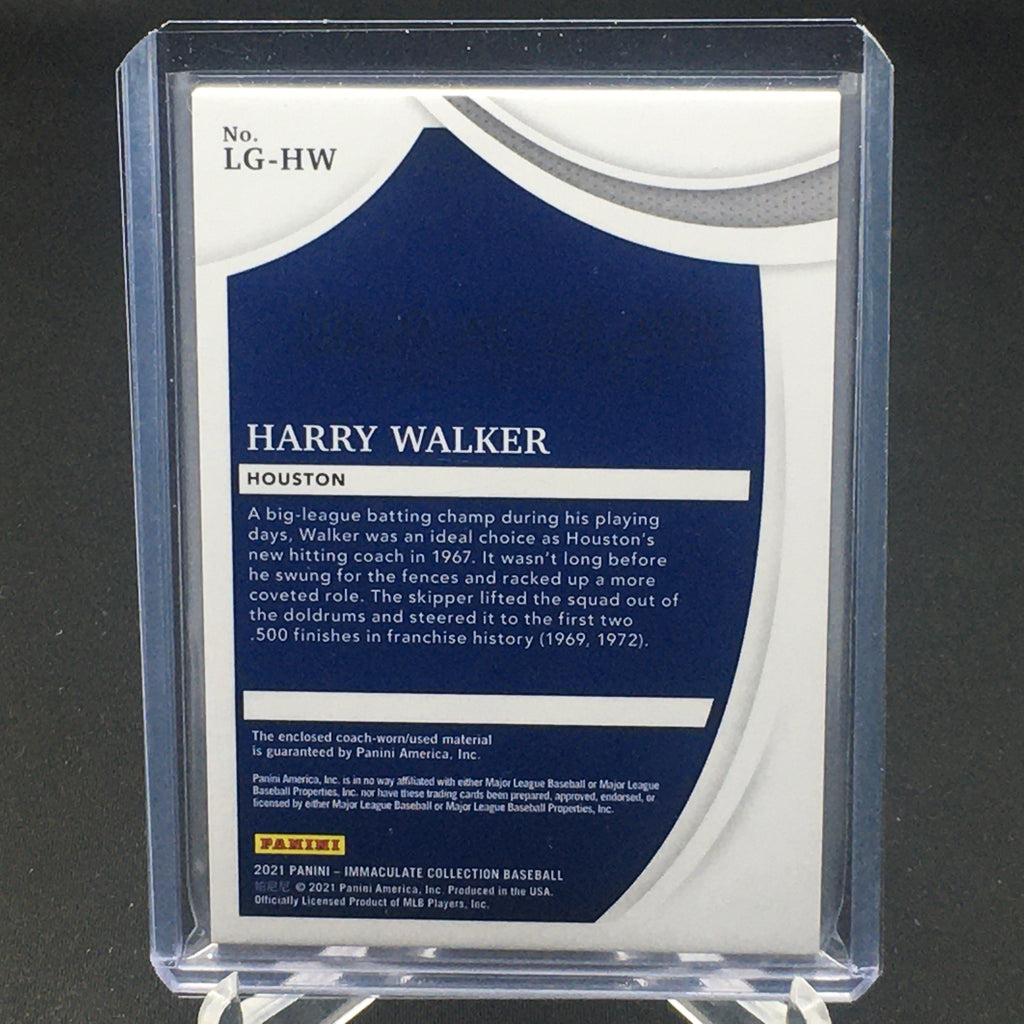 No.
LG-HW
HARRY WALKER
HOUSTON
A big-league batting champ during his playing
days, Walker was an ideal choice as Houston's
new hitting coach in 1967. It wasn't long before
he swung for the fences and racked up a more
coveted role. The skipper lifted the squad out of
the doldrums and steered it to the first two
.500 finishes in franchise history (1969, 1972).
The enclosed coach-worn/used material
is guaranteed by Panini America, Inc.
Panini America, Inc. is in no way affiliated with either Major League Baseball or Major League
Baseball Properties, Inc. nor have these trading cards been prepared, approved, endorsed, or
licensed by either Major League Baseball or Major League Baseball Properties, Inc.
PANINI
2021 PANINI – IMMACULATE COLLECTION BASEBALL
帕尼尼 © 2021 Panini America, Inc. Produced in the USA.
Officially Licensed Product of MLB Players, Inc.